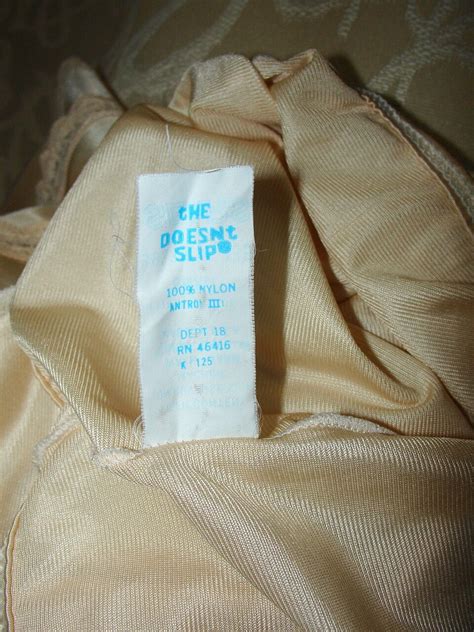 tHE
DOESNt
SLIP®
100% NYLON
ANTRON III
DEPT 18
RN 46416
K 125